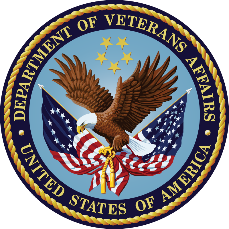 DEPARTMENT OF VETERANS AFFAIRS
UNITED STATES OF AMERICA